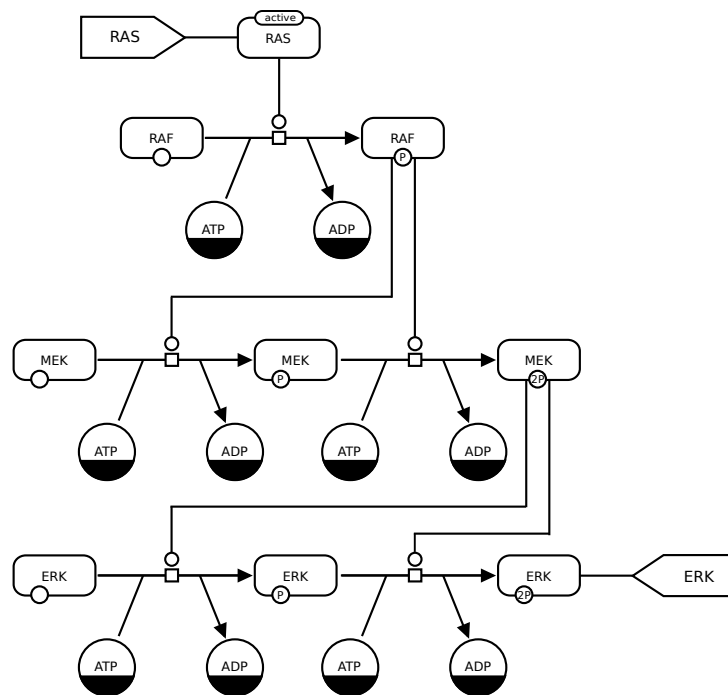 RAS
active
RAS
RAF
RAF
P
ATP
ADP
MEK
MEK
P
MEK
2P
ATP
ADP
ATP
ADP
ERK
ERK
P
ERK
2P
ERK
ATP
ADP
ATP
ADP